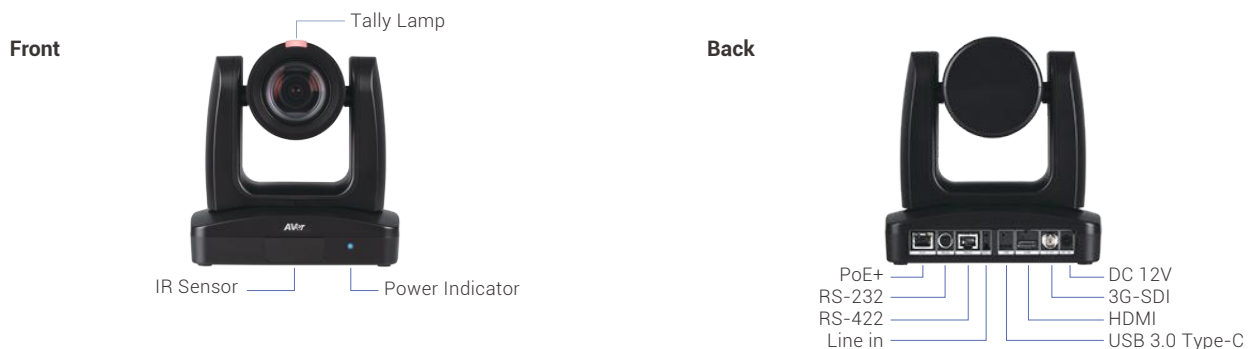 Tally Lamp
Front
AVer
IR Sensor
Power Indicator
Back
PoE+
RS-232
RS-422
Line in
DC 12V
3G-SDI
HDMI
USB 3.0 Type-C